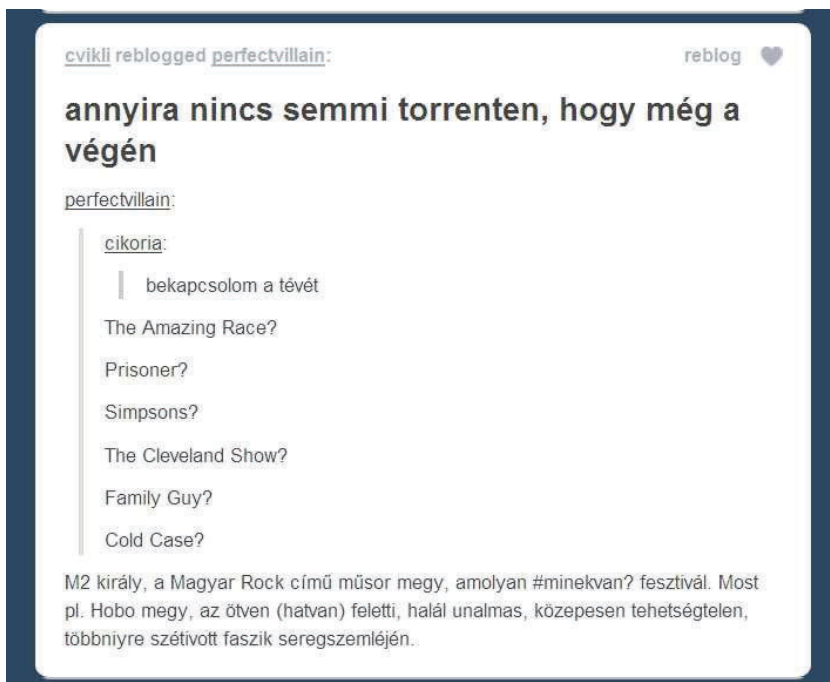 cvikli reblogged perfectvillain:
reblog
annyira nincs semmi torrenten, hogy még a
végén
perfectvillain:
cikoria:
bekapcsolom a tévét
The Amazing Race?
Prisoner?
Simpsons?
The Cleveland Show?
Family Guy?
Cold Case?
M2 király, a Magyar Rock című műsor megy, amolyan #minekvan? fesztivál. Most
pl. Hobo megy, az ötven (hatvan) feletti, halál unalmas, közepesen tehetségtelen,
többniyre szétivott faszik seregszemléjén.